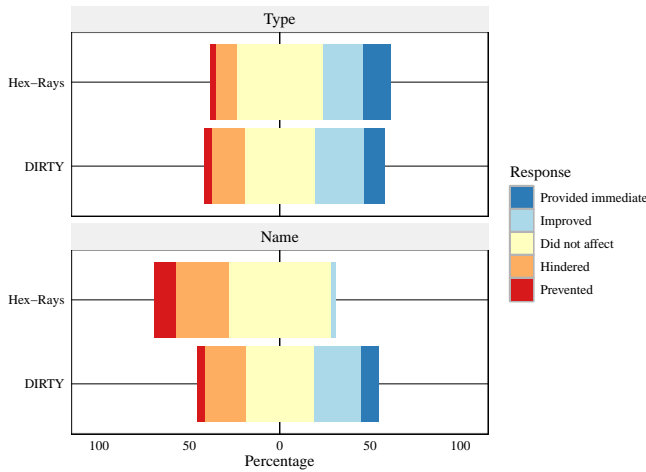 Type
Hex−Rays
DIRTY
Name
Hex−Rays
DIRTY
100 50 0 50 100
Percentage
Response
Provided immediate
Improved
Did not affect
Hindered
Prevented